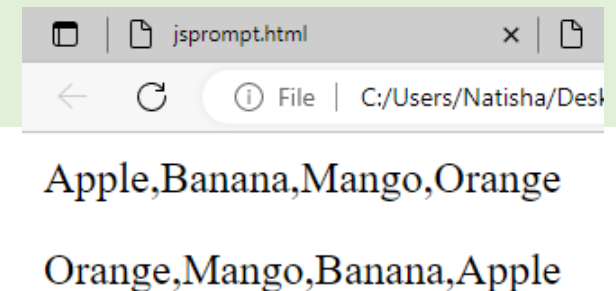 jsprompt.html
File C:/Users/Natisha/Desk
Apple,Banana,Mango,Orange
Orange,Mango,Banana,Apple